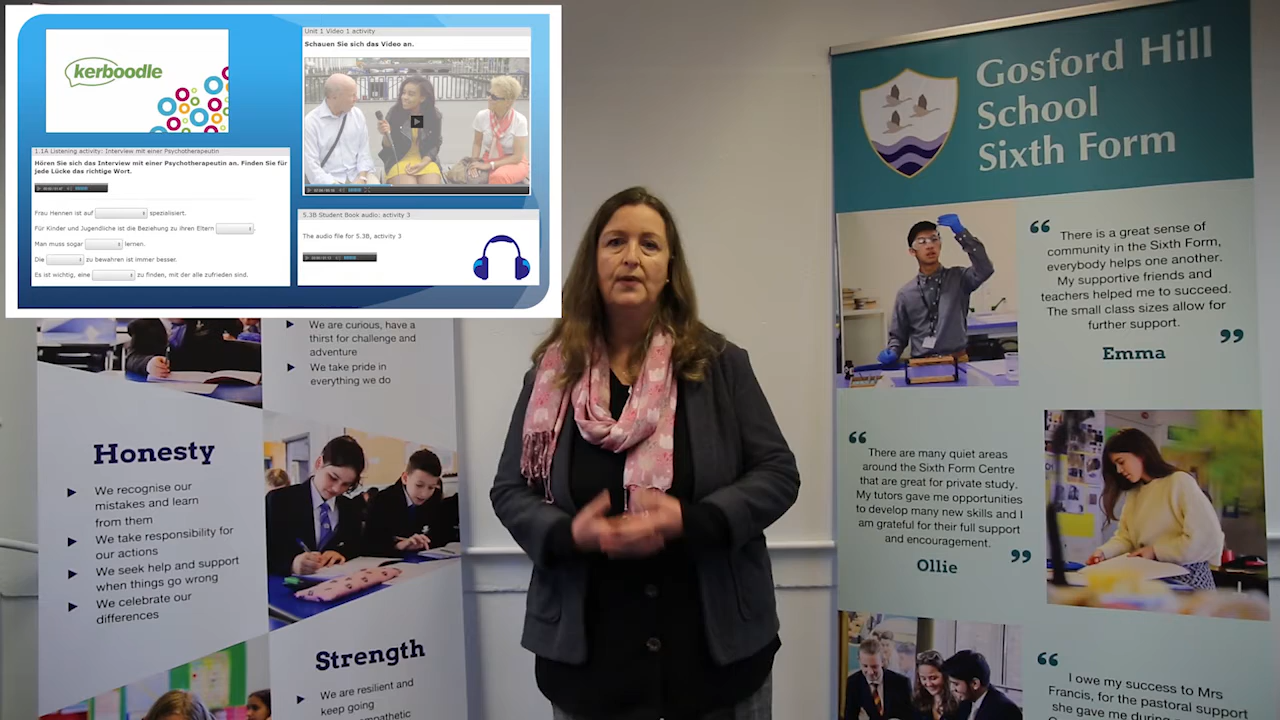 kerboodle
1.1A Listening activity: Interview mit einer Psychotherapeutin
Hören Sie sich das Interview mit einer Psychotherapeutin an. Finden Sie für
jede Lücke das richtige Wort.
Frau Hennen ist auf spezialisiert.
Für Kinder und Jugendliche ist die Beziehung zu ihren Eltern .
Man muss sogar lernen.
Die zu bewahren ist immer besser.
Es ist wichtig, eine zu finden, mit der alle zufrieden sind.
Unit 1 Video 1 activity
Schauen Sie sich das Video an.
5.3B Student Book audio: activity 3
The audio file for 5.3B, activity 3
We are curious, have a
thirst for challenge and
adventure
We take pride in
everything we do
Honesty
We recognise our
mistakes and learn
from them
We take responsibility for
our actions
We seek help and support
when things go wrong
We celebrate our
differences
Strength
We are resilient and
keep going
Gosford Hill
School
Sixth Form
“ There is a great sense of
community in the Sixth Form,
everybody helps one another.
My supportive friends and
teachers helped me to succeed.
The small class sizes allow for
further support. ”
Emma
“ There are many quiet areas
around the Sixth Form Centre
that are great for private study.
My tutors gave me opportunities
to develop many new skills and I
am grateful for their full support
and encouragement. ”
Ollie
“ I owe my success to Mrs
Francis, for the pastoral support
she gave me during